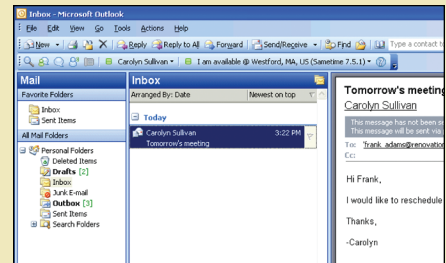 Inbox - Microsoft Outlook
File Edit View Go Tools Actions Help
New Reply Reply to All Forward Send/Receive Find Type a contact to
Carolyn Sullivan I am available @ Westford, MA, US (Sametime 7.5.1)
Mail
Favorite Folders
Inbox
Sent Items
All Mail Folders
Personal Folders
Deleted Items
Drafts [2]
Inbox
Junk E-mail
Outbox [3]
Sent Items
Search Folders
Inbox
Arranged By: Date Newest on top
Today
Carolyn Sullivan 3:22 PM
Tomorrow's meeting
Tomorrow's meeting
Carolyn Sullivan
This message has not been se
This message will be sent via
To: 'frank_adams@renovation
Cc:
Hi Frank,
I would like to reschedule
Thanks,
-Carolyn